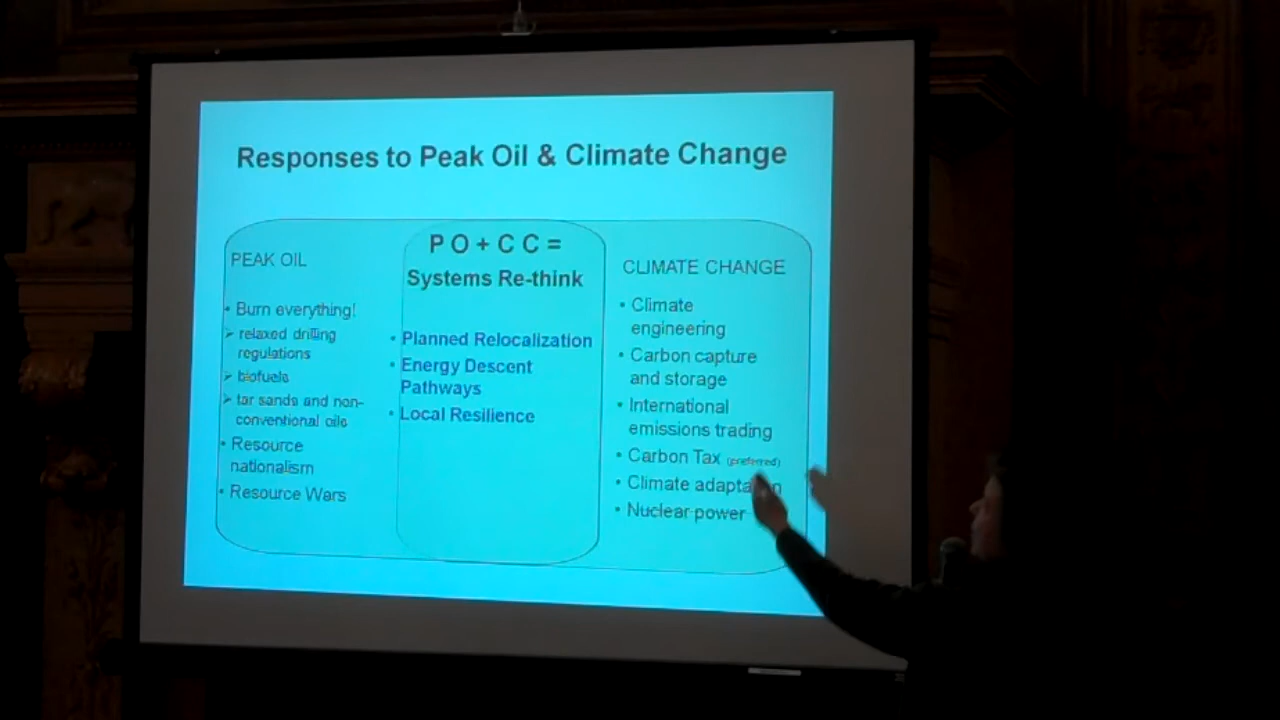 Responses to Peak Oil & Climate Change
PEAK OIL
• Burn everything!
➢ relaxed drilling
regulations
➢ biofuels
➢ tar sands and non-
conventional oils
• Resource
nationalism
• Resource Wars
P O + C C =
Systems Re-think
• Planned Relocalization
• Energy Descent
Pathways
• Local Resilience
CLIMATE CHANGE
• Climate
engineering
• Carbon capture
and storage
• International
emissions trading
• Carbon Tax (preferred)
• Climate adaptation
• Nuclear power